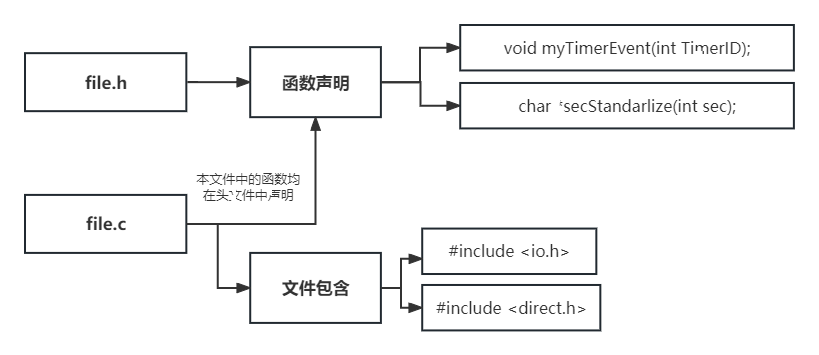 file.h
函数声明
void myTimerEvent(int TimerID);
char *secStandarlize(int sec);
本文件中的函数均
在头文件中声明
file.c
文件包含
#include <io.h>
#include <direct.h>